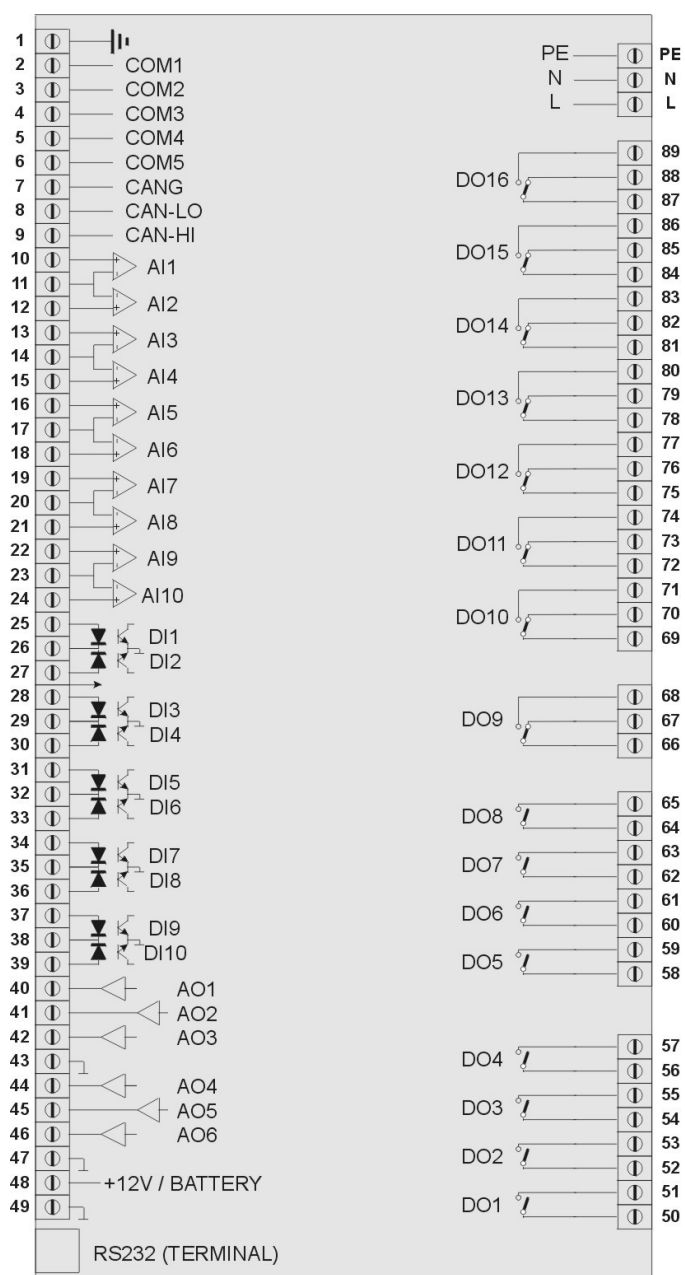 1
2 COM1
3 COM2
4 COM3
5 COM4
6 COM5
7 CANG
8 CAN-LO
9 CAN-HI
10
AI1
11
12 AI2
13
AI3
14
15 AI4
16
AI5
17
18 AI6
19
AI7
20
21 AI8
22
AI9
23
24 AI10
25
DI1
26
DI2
27
28
DI3
29
DI4
30
31
DI5
32
DI6
33
34
DI7
35
DI8
36
37
DI9
38
DI10
39
40 AO1
41 AO2
42 AO3
43
44 AO4
45 AO5
46 AO6
47
48 +12V / BATTERY
49
RS232 (TERMINAL)
PE PE
N N
L L
89
DO16 88
87
86
DO15 85
84
83
DO14 82
81
80
DO13 79
78
77
DO12 76
75
74
DO11 73
72
71
DO10 70
69
68
DO9 67
66
65
DO8
64
63
DO7
62
61
DO6
60
59
DO5
58
57
DO4
56
55
DO3
54
53
DO2
52
51
DO1
50